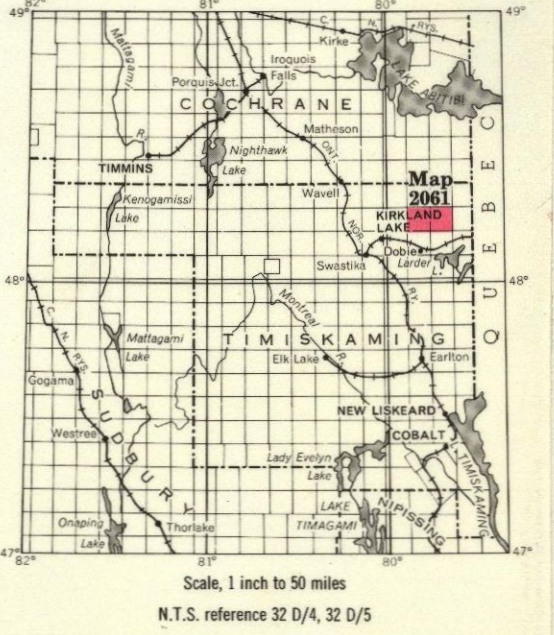 49° 82° 81° 80° 49°
C. N. RYS.
Kirke
Mattagami
Iroquois
Falls
LAKE ABITIBI
Porquis Jct.
COCHRANE
Matheson
R.
ONT.
Nighthawk
Lake
TIMMINS
QUEBEC
Map
2061
Wavell
Kenogamissi
Lake
KIRKLAND
LAKE
NOR.
Dobie
Swastika
Larder
L.
48° 48°
RY.
Montreal
C. N. RYS.
TIMISKAMING
Mattagami
Lake
Elk Lake
R.
Earlton
Gogama
SUDBURY
NEW LISKEARD
Westree
COBALT
L. TIMISKAMING
Lady Evelyn
Lake
LAKE
TIMAGAMI
NIPISSING
Onaping
Lake
Thorlake
47° 82° 81° 80° 47°
Scale, 1 inch to 50 miles
N.T.S. reference 32 D/4, 32 D/5